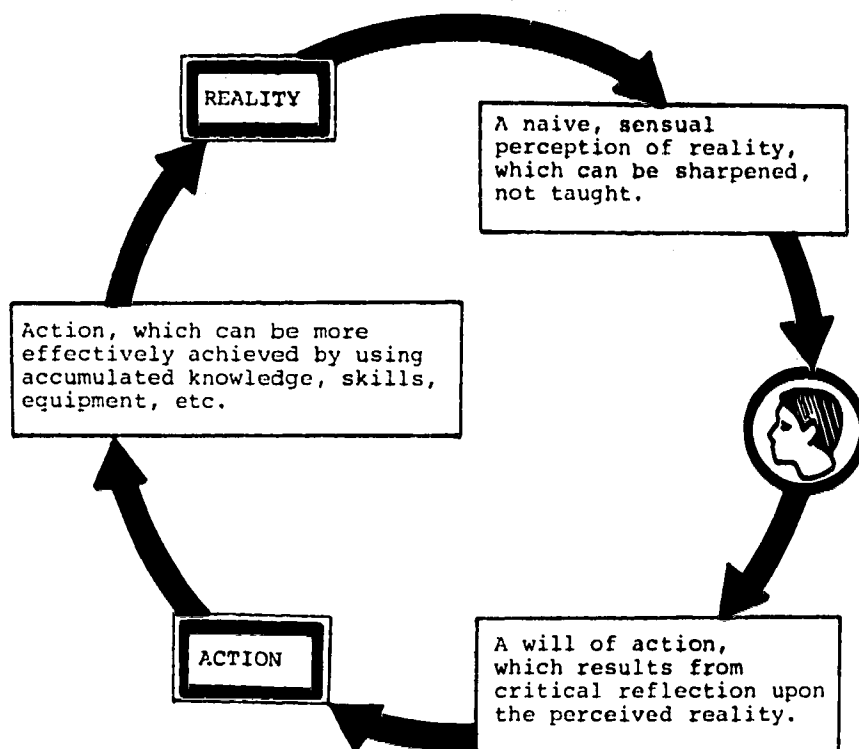 REALITY
A naive, sensual
perception of reality,
which can be sharpened,
not taught.
Action, which can be more
effectively achieved by using
accumulated knowledge, skills,
equipment, etc.
ACTION
A will of action,
which results from
critical reflection upon
the perceived reality.